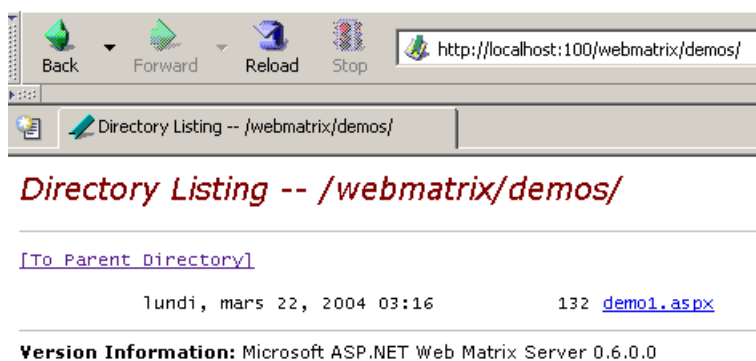 Back Forward Reload Stop http://localhost:100/webmatrix/demos/
Directory Listing -- /webmatrix/demos/
Directory Listing -- /webmatrix/demos/
[To Parent Directory]
lundi, mars 22, 2004 03:16 132 demo1.aspx
Version Information: Microsoft ASP.NET Web Matrix Server 0.6.0.0